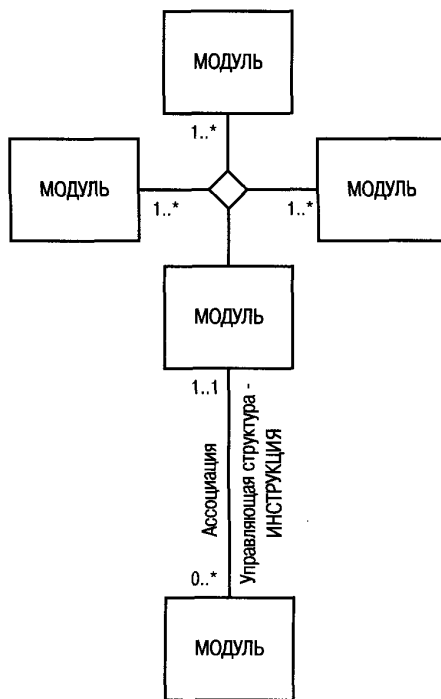 МОДУЛЬ
1..*
МОДУЛЬ
МОДУЛЬ
1..*
1..*
МОДУЛЬ
1..1
Ассоциация
Управляющая структура -
ИНСТРУКЦИЯ
0..*
МОДУЛЬ